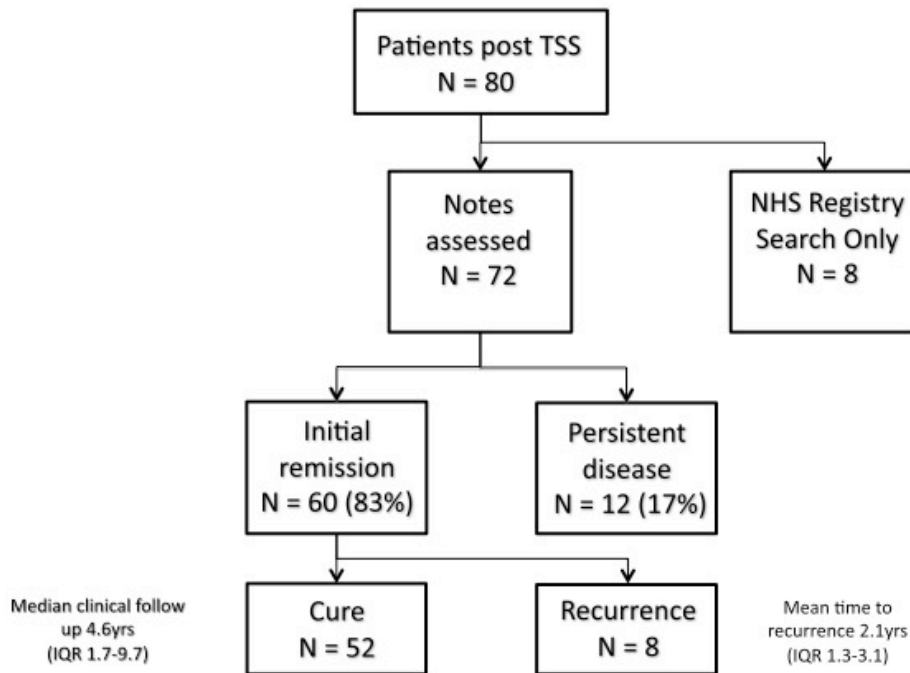 Patients post TSS
N = 80
Notes
assessed
N = 72
NHS Registry
Search Only
N = 8
Initial
remission
N = 60 (83%)
Persistent
disease
N = 12 (17%)
Median clinical follow
up 4.6yrs
(IQR 1.7-9.7)
Cure
N = 52
Recurrence
N = 8
Mean time to
recurrence 2.1yrs
(IQR 1.3-3.1)